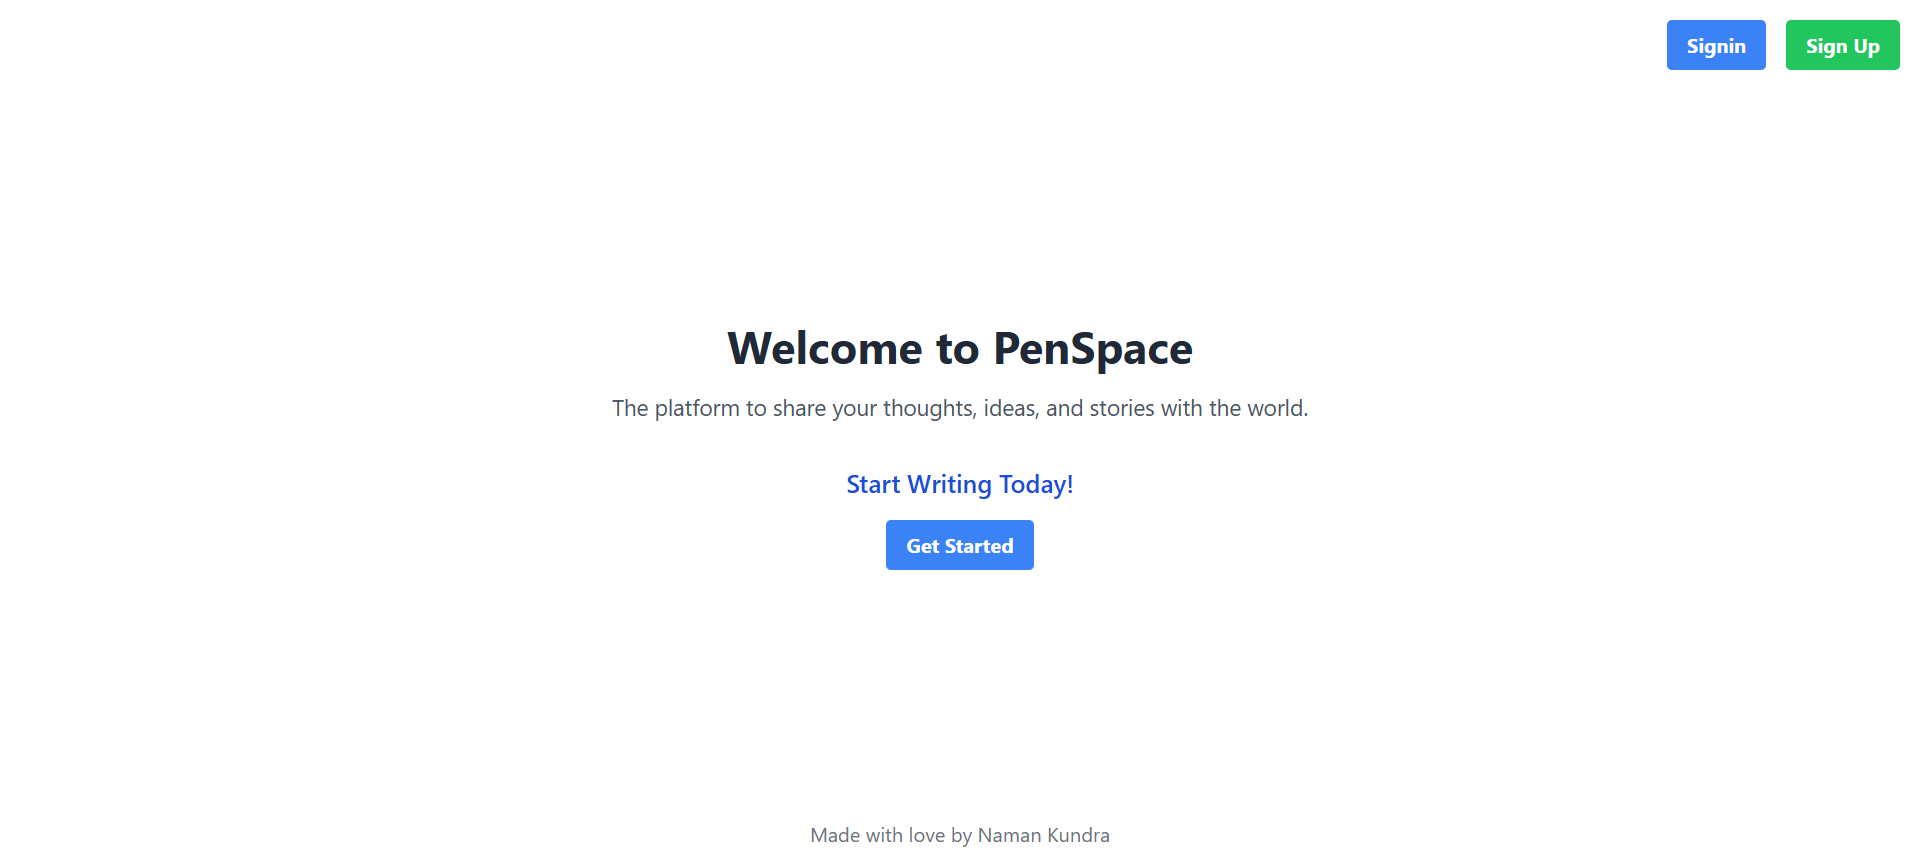 Signin
Sign Up
Welcome to PenSpace
The platform to share your thoughts, ideas, and stories with the world.
Start Writing Today!
Get Started
Made with love by Naman Kundra